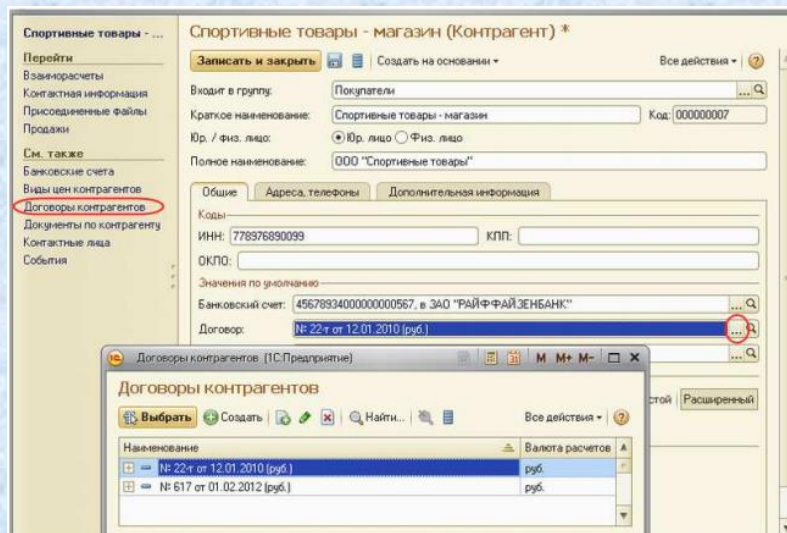 Спортивные товары - ...
Перейти
Взаиморасчеты
Контактная информация
Присоединенные файлы
Продажи
См. также
Банковские счета
Виды цен контрагентов
Договоры контрагентов
Документы по контрагенту
Контактные лица
События
Спортивные товары - магазин (Контрагент) *
Записать и закрыть Создать на основании Все действия ?
Входит в группу: Покупатели ...
Краткое наименование: Спортивные товары - магазин Код: 000000007
Юр. / физ. лицо: Юр. лицо Физ. лицо
Полное наименование: ООО "Спортивные товары"
Общие Адреса, телефоны Дополнительная информация
Коды
ИНН: 778976890099 КПП:
ОКПО:
Значения по умолчанию
Банковский счет: 45678934000000000567, в ЗАО "РАЙФФАЙЗЕНБАНК" ...
Договор: № 22-т от 12.01.2010 (руб.) ...
...
стой Расширенный
Договоры контрагентов (1С:Предприятие) M M+ M-
Договоры контрагентов
Выбрать Создать Найти... Все действия ?
Наименование Валюта расчетов
№ 22-т от 12.01.2010 (руб.) руб.
№ 617 от 01.02.2012 (руб.) руб.